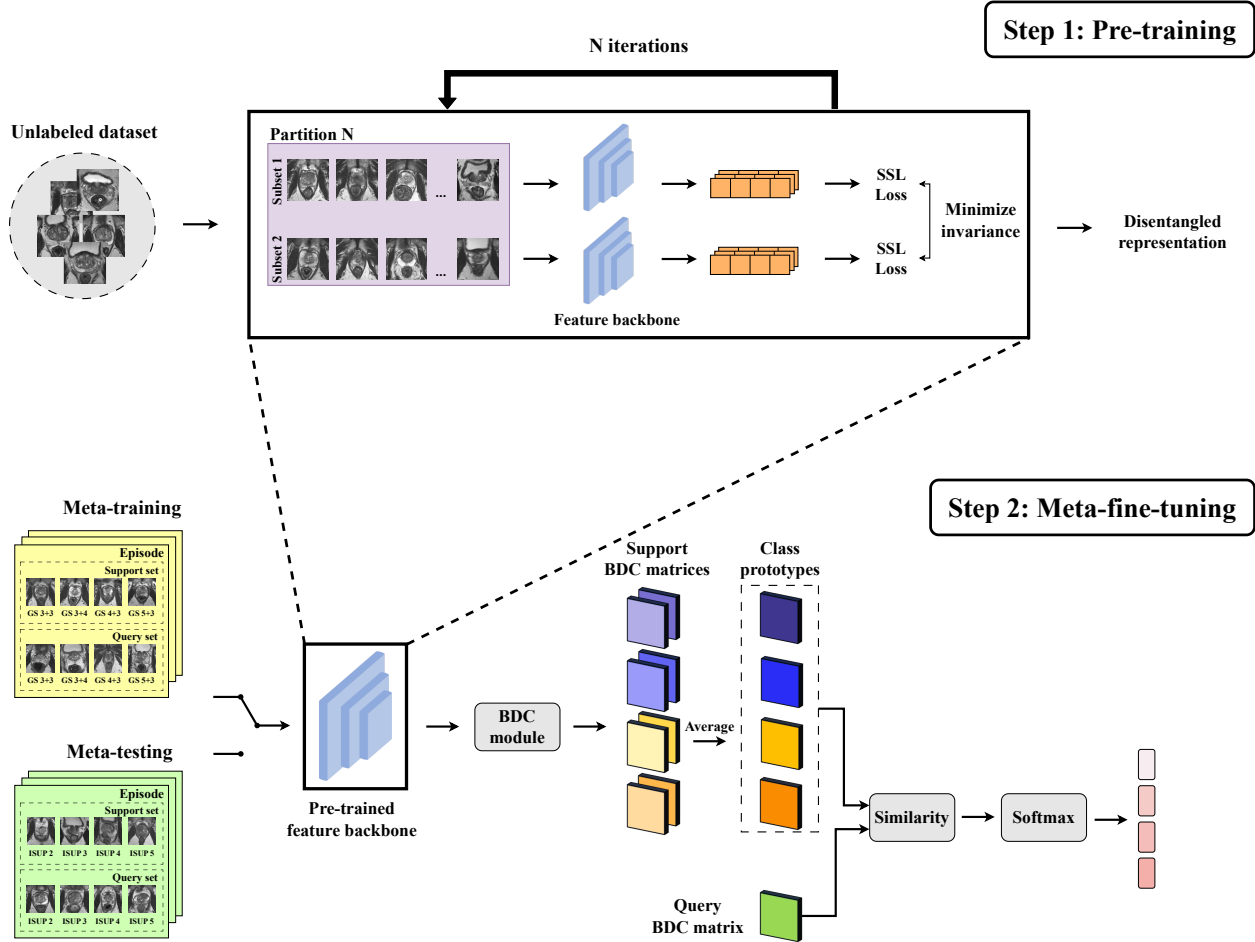 Step 1: Pre-training
N iterations
Unlabeled dataset
Partition N
Subset 1
...
SSL
Loss
Minimize
invariance
Disentangled
representation
Subset 2
...
SSL
Loss
Feature backbone
Step 2: Meta-fine-tuning
Meta-training
Episode
Support set
GS 3+3 GS 3+4 GS 4+3 GS 5+3
Query set
GS 3+3 GS 3+4 GS 4+3 GS 5+3
Meta-testing
Episode
Support set
ISUP 2 ISUP 3 ISUP 4 ISUP 5
Query set
ISUP 2 ISUP 3 ISUP 4 ISUP 5
Pre-trained
feature backbone
BDC
module
Support
BDC matrices
Average
Class
prototypes
Query
BDC matrix
Similarity
Softmax